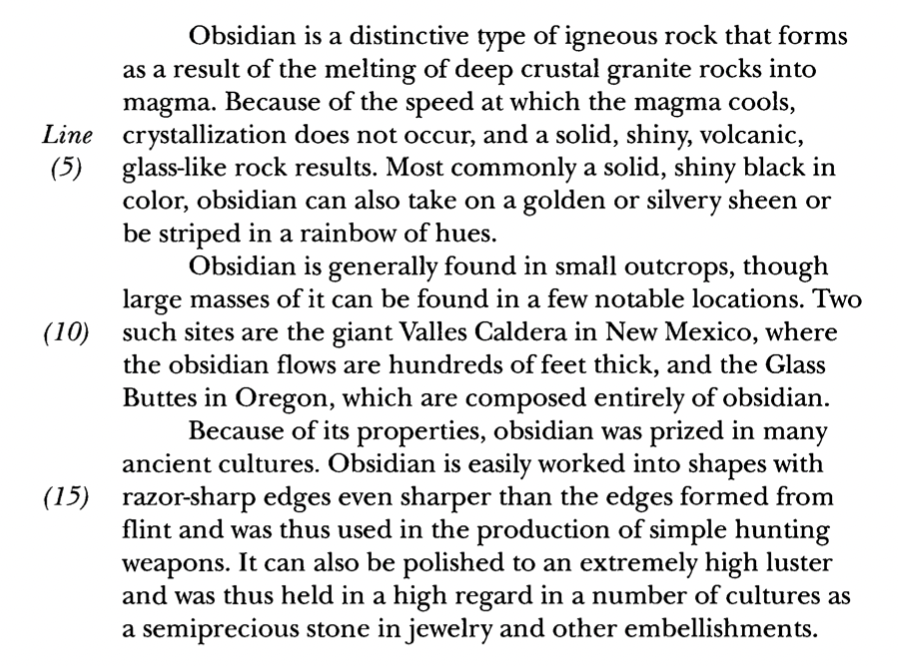 Obsidian is a distinctive type of igneous rock that forms
as a result of the melting of deep crustal granite rocks into
magma. Because of the speed at which the magma cools,
Line crystallization does not occur, and a solid, shiny, volcanic,
(5) glass-like rock results. Most commonly a solid, shiny black in
color, obsidian can also take on a golden or silvery sheen or
be striped in a rainbow of hues.
Obsidian is generally found in small outcrops, though
large masses of it can be found in a few notable locations. Two
(10) such sites are the giant Valles Caldera in New Mexico, where
the obsidian flows are hundreds of feet thick, and the Glass
Buttes in Oregon, which are composed entirely of obsidian.
Because of its properties, obsidian was prized in many
ancient cultures. Obsidian is easily worked into shapes with
(15) razor-sharp edges even sharper than the edges formed from
flint and was thus used in the production of simple hunting
weapons. It can also be polished to an extremely high luster
and was thus held in a high regard in a number of cultures as
a semiprecious stone in jewelry and other embellishments.